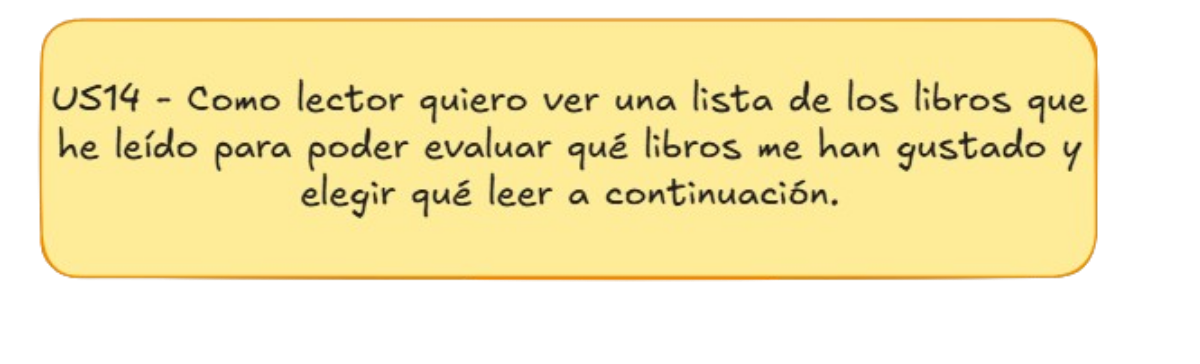 US14 - Como lector quiero ver una lista de los libros que
he leído para poder evaluar qué libros me han gustado y
elegir qué leer a continuación.